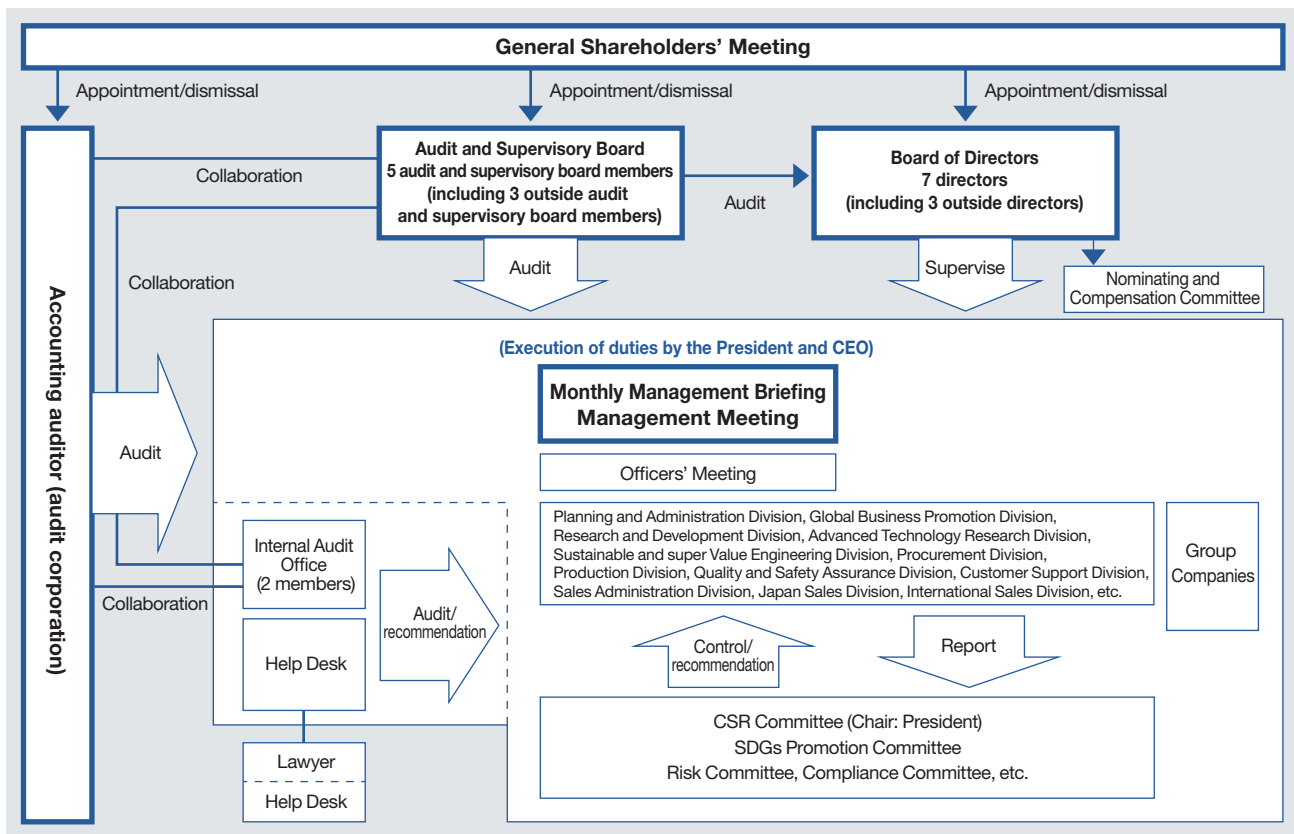 General Shareholders' Meeting
Appointment/dismissal
Appointment/dismissal
Appointment/dismissal
Accounting auditor (audit corporation)
Collaboration
Audit and Supervisory Board
5 audit and supervisory board members
(including 3 outside audit
and supervisory board members)
Audit
Board of Directors
7 directors
(including 3 outside directors)
Collaboration
Audit
Supervise
Nominating and
Compensation Committee
(Execution of duties by the President and CEO)
Monthly Management Briefing
Management Meeting
Audit
Officers' Meeting
Planning and Administration Division, Global Business Promotion Division,
Research and Development Division, Advanced Technology Research Division,
Sustainable and super Value Engineering Division, Procurement Division,
Production Division, Quality and Safety Assurance Division, Customer Support Division,
Sales Administration Division, Japan Sales Division, International Sales Division, etc.
Group
Companies
Internal Audit
Office
(2 members)
Collaboration
Audit/
recommendation
Help Desk
Control/
recommendation
Report
CSR Committee (Chair: President)
SDGs Promotion Committee
Risk Committee, Compliance Committee, etc.
Lawyer
Help Desk